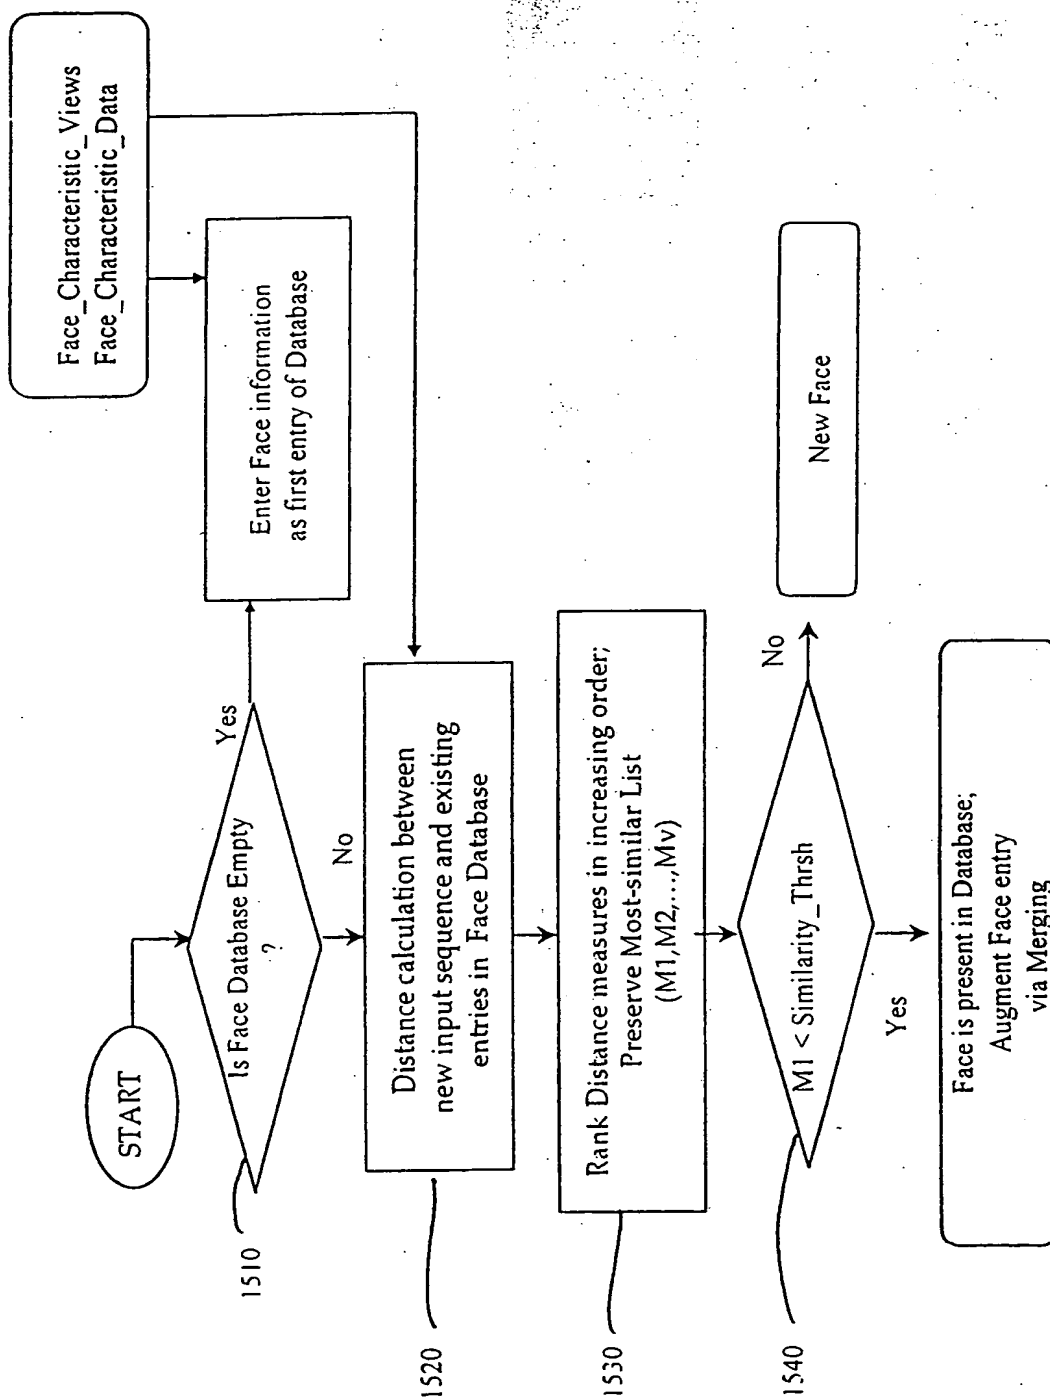 START
Face_Characteristic_Views
Face_Characteristic_Data
1510
Is Face Database Empty
?
Yes
Enter Face information
as first entry of Database
No
1520
Distance calculation between
new input sequence and existing
entries in Face Database
1530
Rank Distance measures in increasing order;
Preserve Most-similar List
(M1,M2,...,Mv)
1540
M1 < Similarity_Thrsh
No
New Face
Yes
Face is present in Database;
Augment Face entry
via Merging